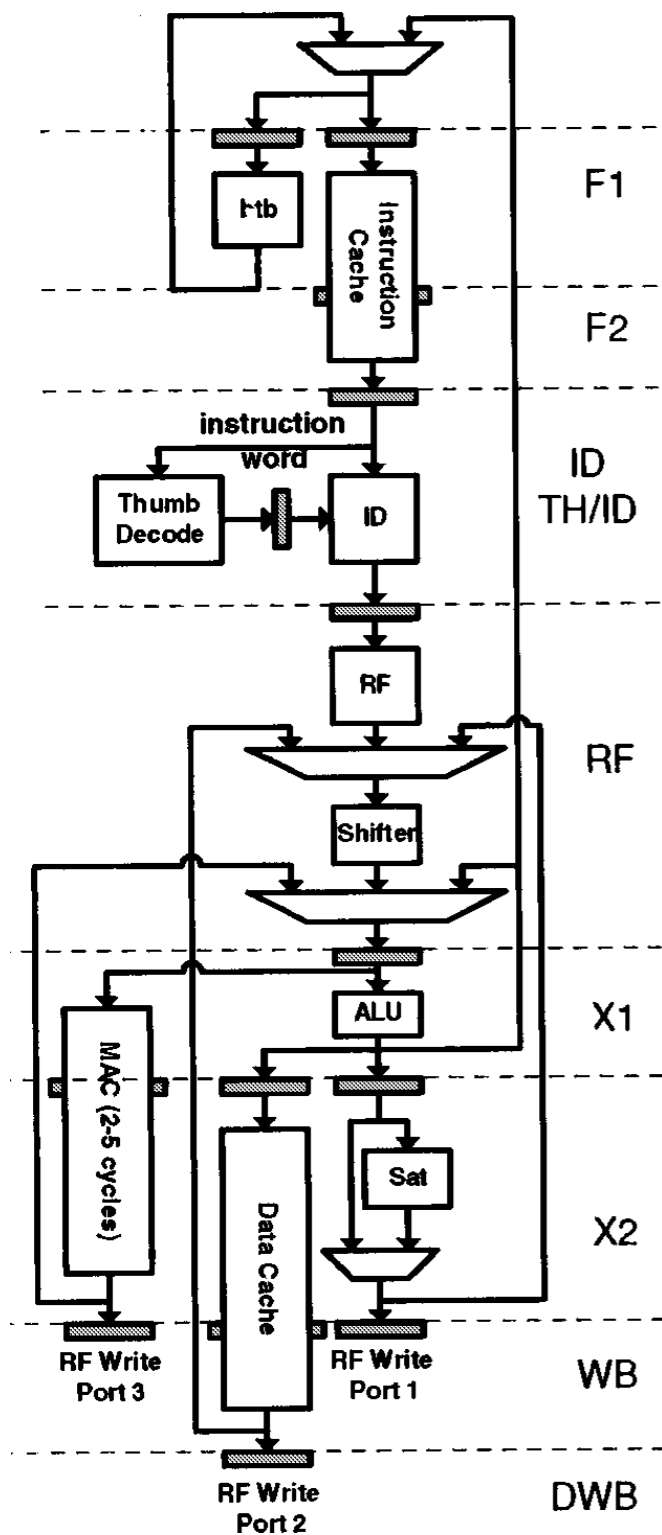 F1
btb
Instruction
Cache
F2
instruction
word
ID
TH/ID
Thumb
Decode
ID
RF
RF
Shifter
ALU
X1
MAC (2-5 cycles)
Sat
Data Cache
X2
RF Write
Port 3
RF Write
Port 1
WB
RF Write
Port 2
DWB